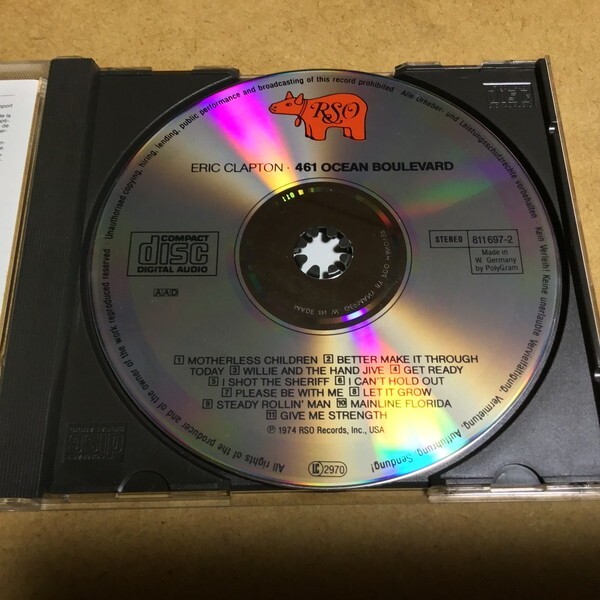 Unauthorised copying, hiring, lending, public performance and broadcasting of this record prohibited
Alle Urheber- und Leistungsschutzrechte vorbehalten. Kein Verleih! Keine unerlaubte Vervielfältigung, Vermietung, Aufführung, Sendung!
All rights of the producer and of the owner of the work reproduced reserved
RSO
ERIC CLAPTON · 461 OCEAN BOULEVARD
COMPACT
disc
DIGITAL AUDIO
AAD
STEREO 811 697-2
Made in
W. Germany
by PolyGram
1 MOTHERLESS CHILDREN 2 BETTER MAKE IT THROUGH
TODAY 3 WILLIE AND THE HAND JIVE 4 GET READY
5 I SHOT THE SHERIFF 6 I CAN'T HOLD OUT
7 PLEASE BE WITH ME 8 LET IT GROW
9 STEADY ROLLIN' MAN 10 MAINLINE FLORIDA
11 GIVE ME STRENGTH
℗ 1974 RSO Records, Inc., USA
LC 2970